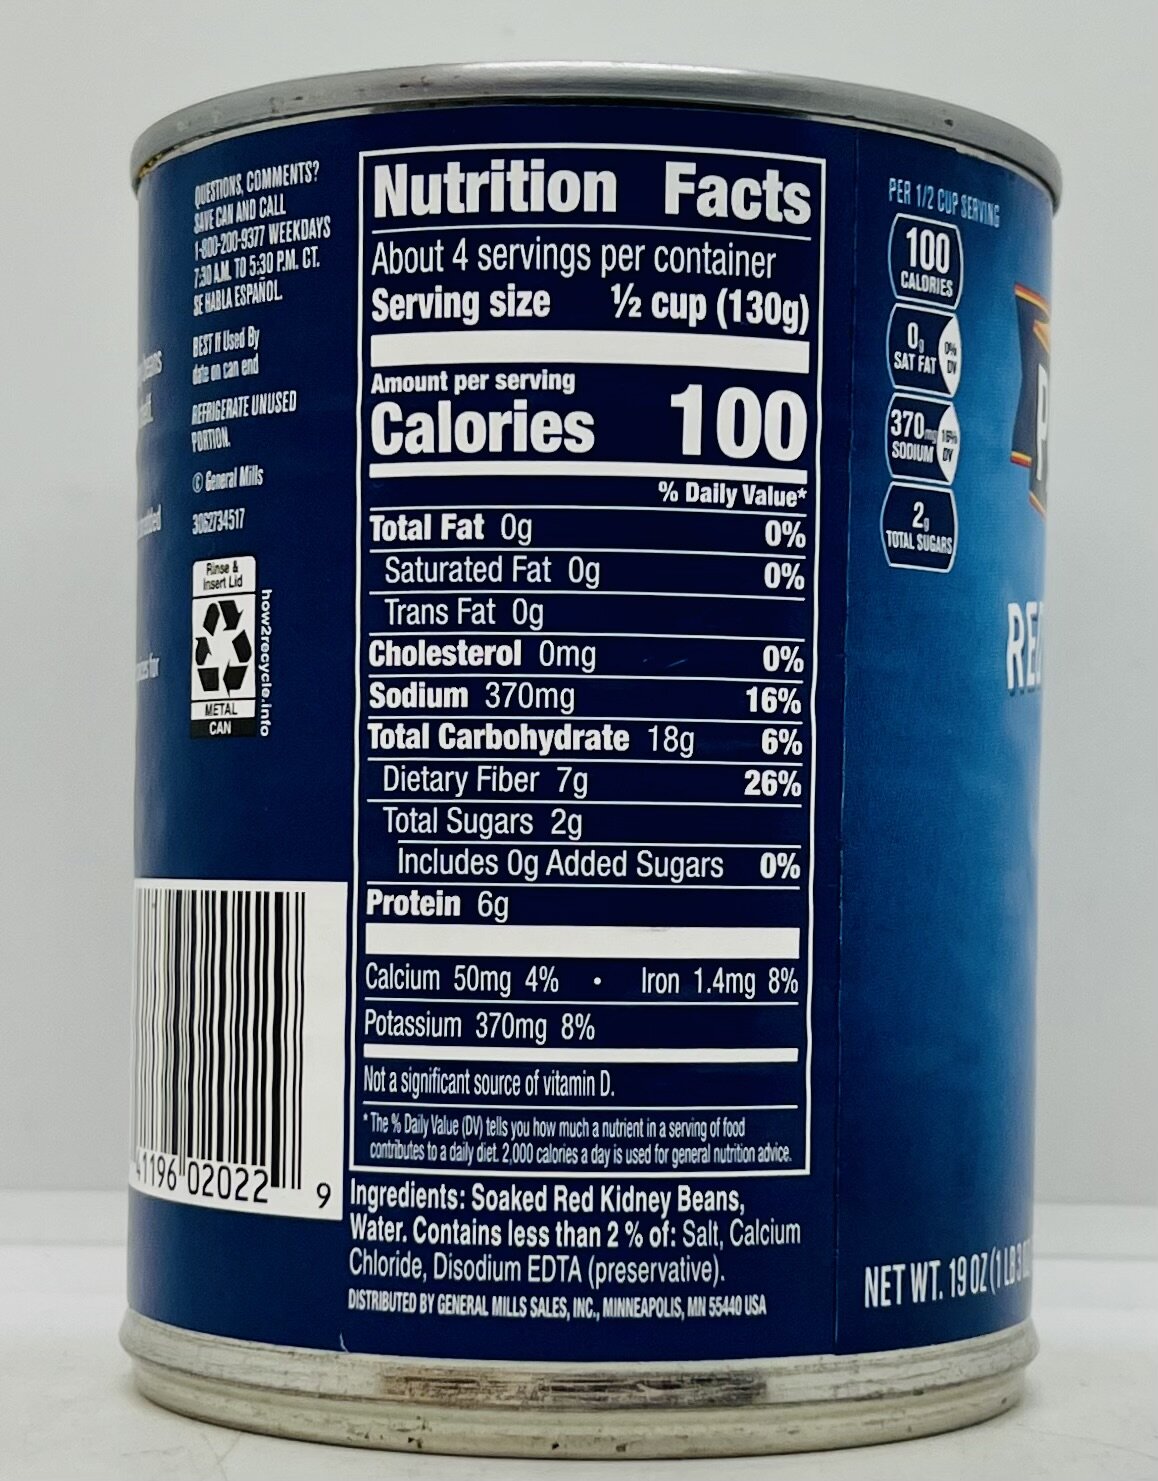 QUESTIONS, COMMENTS?
SAVE CAN AND CALL
1-800-200-9377 WEEKDAYS
7:30 A.M. TO 5:30 P.M. CT.
SE HABLA ESPAÑOL.
BEST If Used By
date on can end
REFRIGERATE UNUSED
PORTION.
© General Mills
3062734517
Rinse &
Insert Lid
METAL
CAN
how2recycle.info
41196 02022 9
Nutrition Facts
About 4 servings per container
Serving size ½ cup (130g)
Amount per serving
Calories 100
% Daily Value*
Total Fat 0g 0%
Saturated Fat 0g 0%
Trans Fat 0g
Cholesterol 0mg 0%
Sodium 370mg 16%
Total Carbohydrate 18g 6%
Dietary Fiber 7g 26%
Total Sugars 2g
Includes 0g Added Sugars 0%
Protein 6g
Calcium 50mg 4% • Iron 1.4mg 8%
Potassium 370mg 8%
Not a significant source of vitamin D.
* The % Daily Value (DV) tells you how much a nutrient in a serving of food
contributes to a daily diet. 2,000 calories a day is used for general nutrition advice.
Ingredients: Soaked Red Kidney Beans,
Water. Contains less than 2 % of: Salt, Calcium
Chloride, Disodium EDTA (preservative).
DISTRIBUTED BY GENERAL MILLS SALES, INC., MINNEAPOLIS, MN 55440 USA
PER 1/2 CUP SERVING
100
CALORIES
0g
SAT FAT
0%
DV
370mg
SODIUM
16%
DV
2g
TOTAL SUGARS
NET WT. 19 OZ (1 LB 3